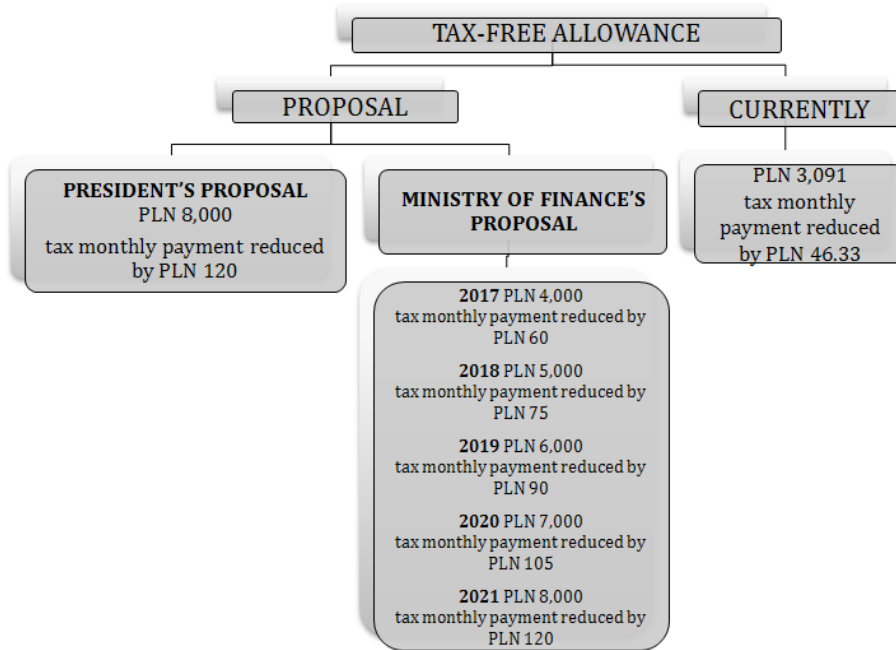 TAX-FREE ALLOWANCE
PROPOSAL
CURRENTLY
PRESIDENT'S PROPOSAL
PLN 8,000
tax monthly payment reduced
by PLN 120
MINISTRY OF FINANCE'S
PROPOSAL
PLN 3,091
tax monthly
payment reduced
by PLN 46.33
2017 PLN 4,000
tax monthly payment reduced by
PLN 60
2018 PLN 5,000
tax monthly payment reduced by
PLN 75
2019 PLN 6,000
tax monthly payment reduced by
PLN 90
2020 PLN 7,000
tax monthly payment reduced by
PLN 105
2021 PLN 8,000
tax monthly payment reduced by
PLN 120